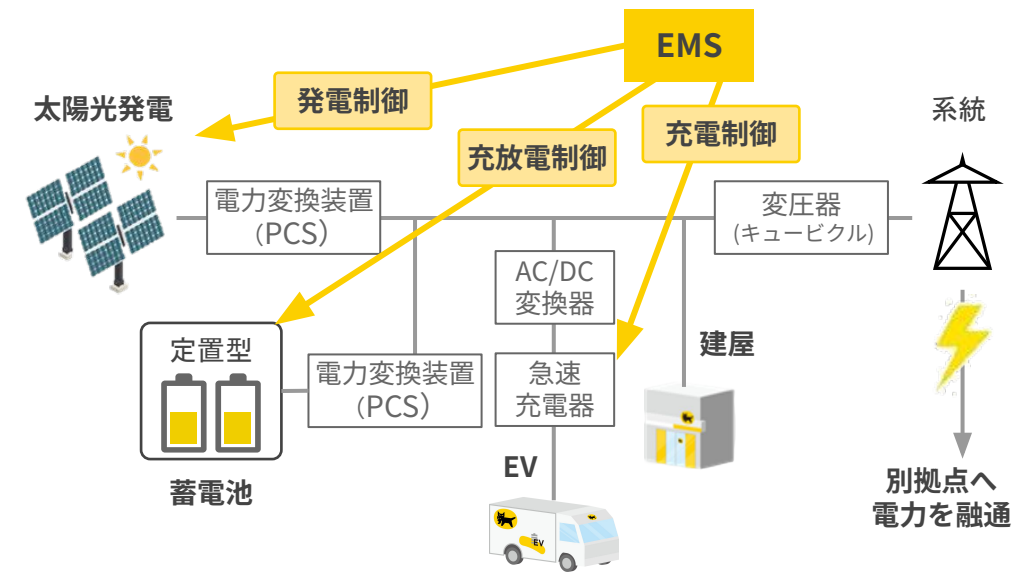 EMS
発電制御
太陽光発電
系統
充電制御
充放電制御
電力変換装置
（PCS）
変圧器
(キュービクル)
AC/DC
変換器
定置型
建屋
電力変換装置
（PCS）
急速
充電器
EV
蓄電池
EV
別拠点へ
電力を融通